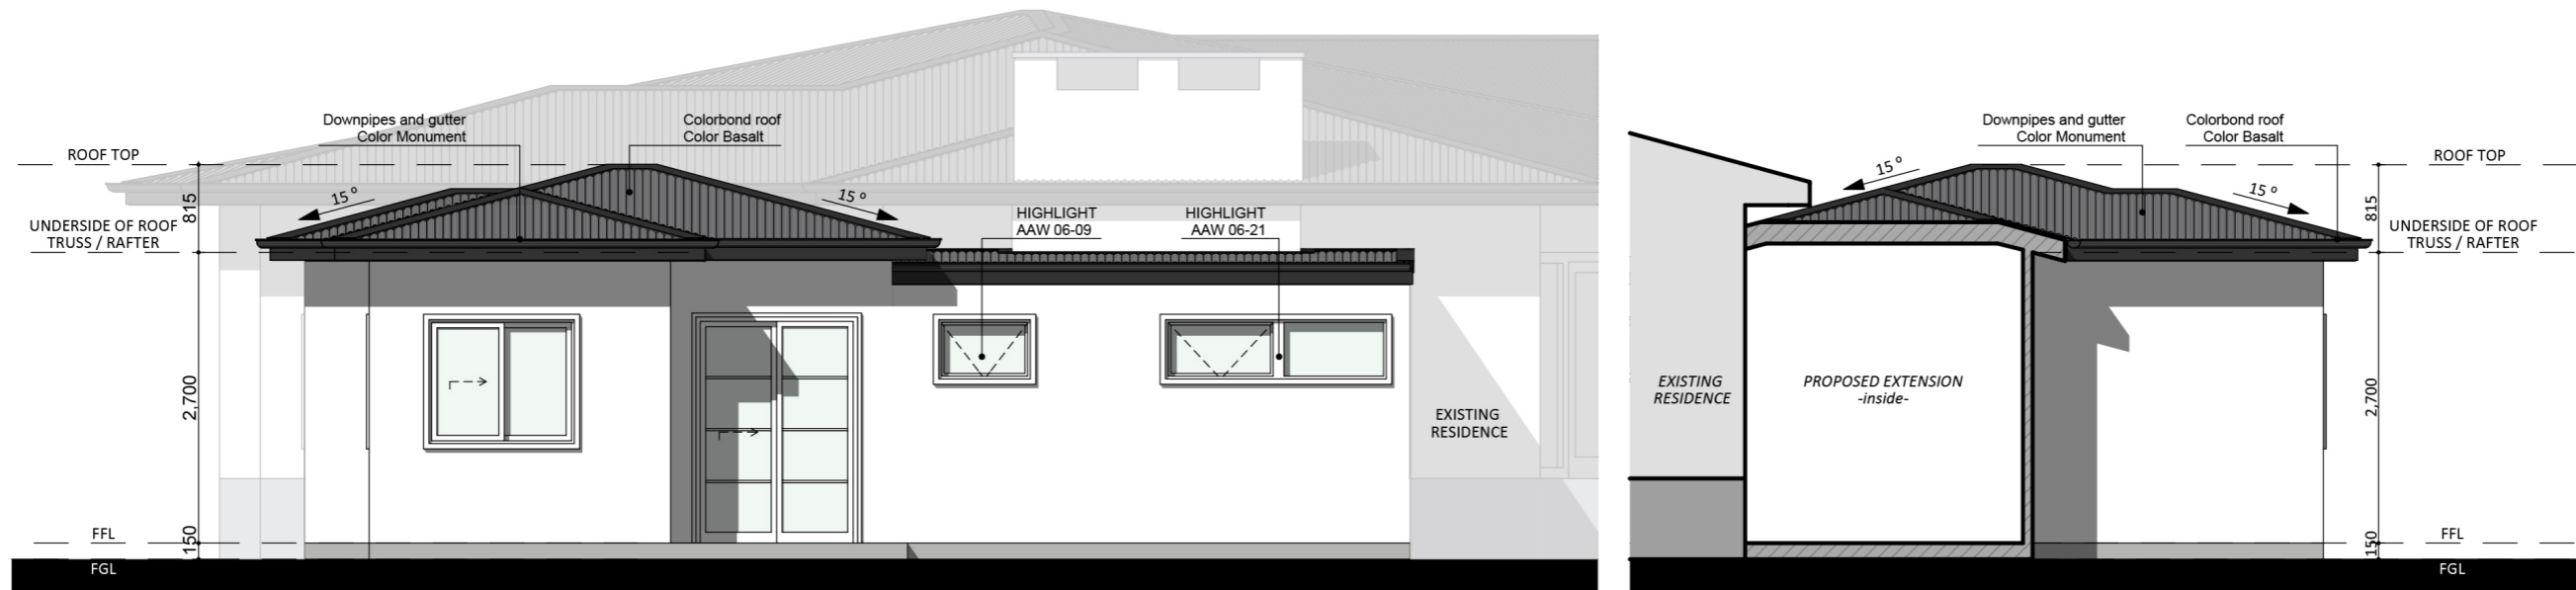 Downpipes and gutter
Color Monument
Colorbond roof
Color Basalt
ROOF TOP
15 º
15 º
815
UNDERSIDE OF ROOF
TRUSS / RAFTER
HIGHLIGHT
AAW 06-09
HIGHLIGHT
AAW 06-21
2,700
EXISTING
RESIDENCE
FFL
150
FGL
Downpipes and gutter
Color Monument
Colorbond roof
Color Basalt
ROOF TOP
15 º
15 º
815
UNDERSIDE OF ROOF
TRUSS / RAFTER
EXISTING
RESIDENCE
PROPOSED EXTENSION
-inside-
2,700
FFL
150
FGL